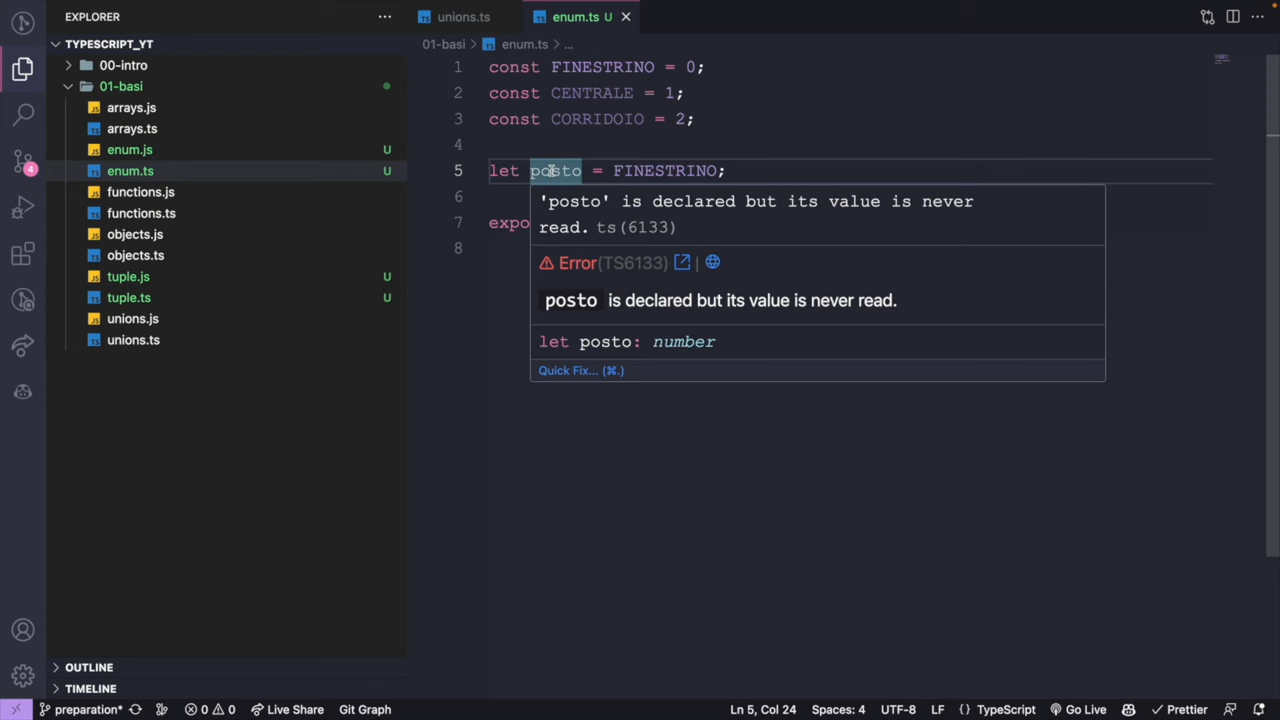 EXPLORER
TYPESCRIPT_YT
00-intro
01-basi
arrays.js
arrays.ts
enum.js U
enum.ts U
functions.js
functions.ts
objects.js
objects.ts
tuple.js U
tuple.ts U
unions.js
unions.ts
OUTLINE
TIMELINE
4
unions.ts
enum.ts U
01-basi > enum.ts > ...
1 const FINESTRINO = 0;
2 const CENTRALE = 1;
3 const CORRIDOIO = 2;
4
5 let posto = FINESTRINO;
6
7 expo
8
'posto' is declared but its value is never
read. ts(6133)
Error(TS6133) |
posto is declared but its value is never read.
let posto: number
Quick Fix... (⌘.)
preparation* 0 0 Live Share Git Graph Ln 5, Col 24 Spaces: 4 UTF-8 LF {} TypeScript Go Live Prettier